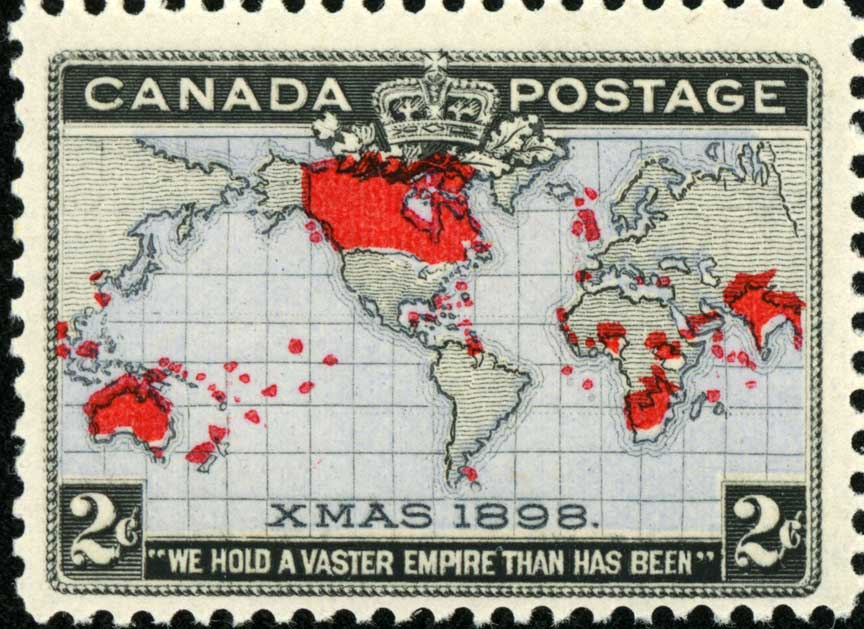 CANADA POSTAGE
XMAS 1898.
2¢ 2¢
"WE HOLD A VASTER EMPIRE THAN HAS BEEN"